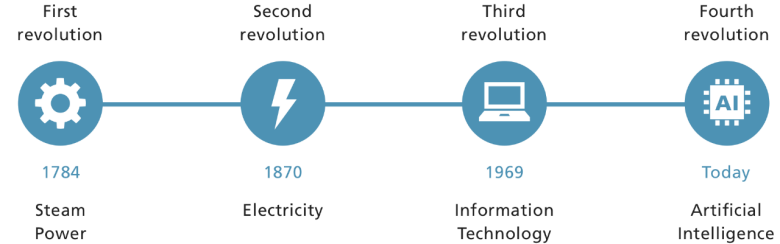 First
revolution
Second
revolution
Third
revolution
Fourth
revolution
AI
1784
1870
1969
Today
Steam
Power
Electricity
Information
Technology
Artificial
Intelligence